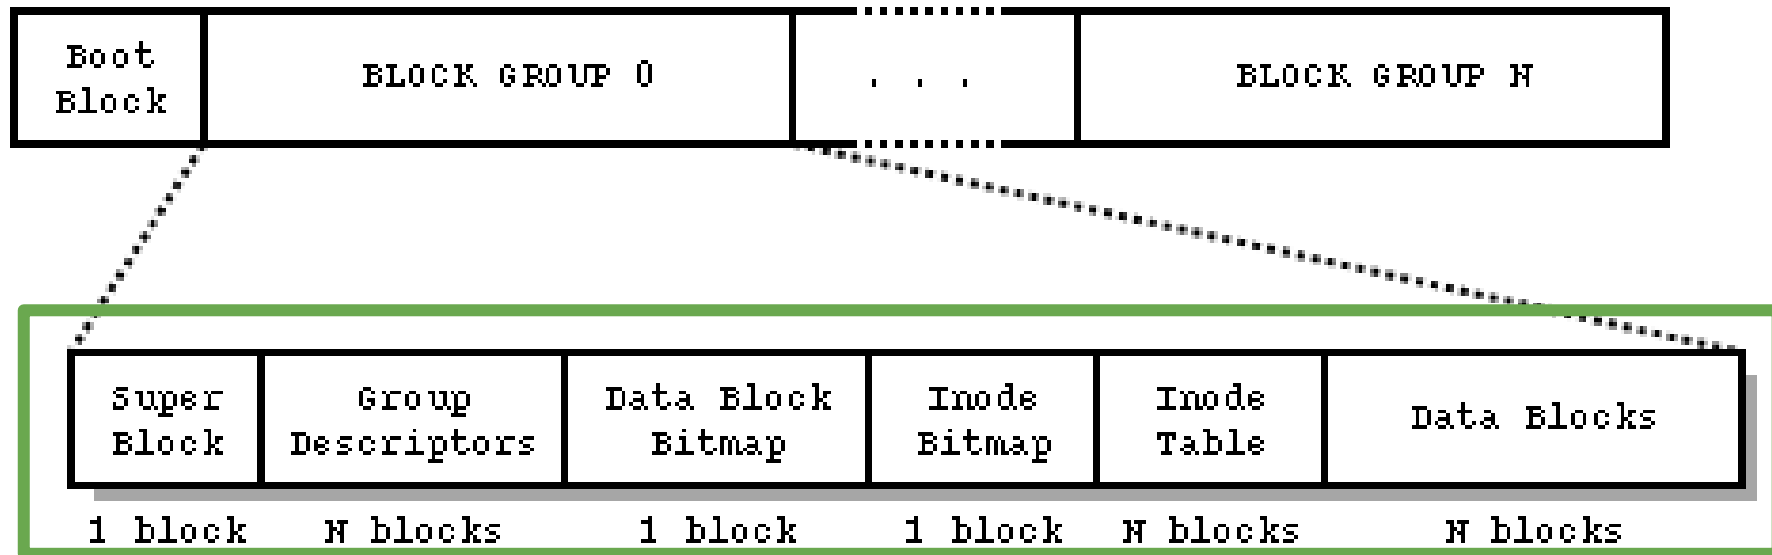 Boot
Block
BLOCK GROUP 0
. . .
BLOCK GROUP N
Super
Block
Group
Descriptors
Data Block
Bitmap
Inode
Bitmap
Inode
Table
Data Blocks
1 block
N blocks
1 block
1 block
N blocks
N blocks